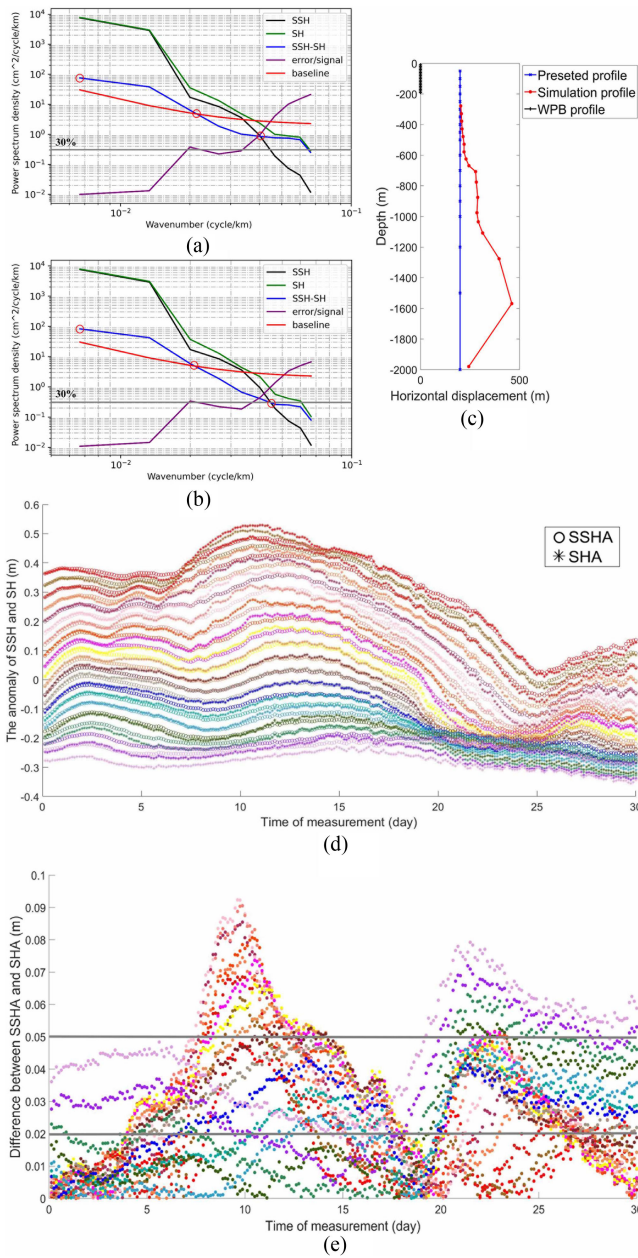 10^4
10^3
10^2
10^1
10^0
10^-1
10^-2
Power spectrum density (cm^2/cycle/km)
30%
SSH
SH
SSH-SH
error/signal
baseline
10^-2
10^-1
Wavenumber (cycle/km)
(a)
10^4
10^3
10^2
10^1
10^0
10^-1
10^-2
Power spectrum density (cm^2/cycle/km)
30%
SSH
SH
SSH-SH
error/signal
baseline
10^-2
10^-1
Wavenumber (cycle/km)
(b)
0
-200
-400
-600
-800
-1000
-1200
-1400
-1600
-1800
-2000
Depth (m)
Preseted profile
Simulation profile
WPB profile
0
500
Horizontal displacement (m)
(c)
0.6
0.5
0.4
0.3
0.2
0.1
0
-0.1
-0.2
-0.3
-0.4
The anomaly of SSH and SH (m)
SSHA
SHA
0 5 10 15 20 25 30
Time of measurement (day)
(d)
0.1
0.09
0.08
0.07
0.06
0.05
0.04
0.03
0.02
0.01
0
Difference between SSHA and SHA (m)
0 5 10 15 20 25 30
Time of measurement (day)
(e)